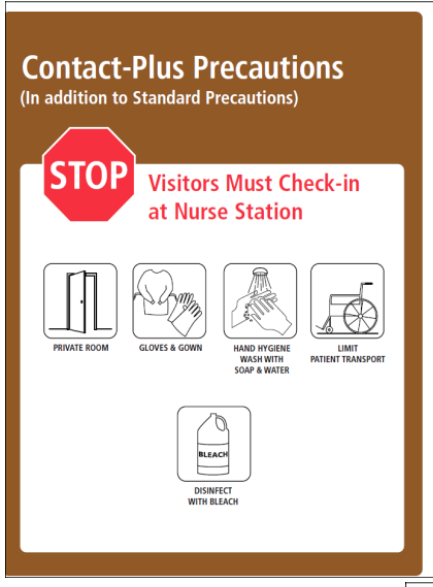 Contact-Plus Precautions
(In addition to Standard Precautions)
STOP
Visitors Must Check-in
at Nurse Station
PRIVATE ROOM
GLOVES & GOWN
HAND HYGIENE
WASH WITH
SOAP & WATER
LIMIT
PATIENT TRANSPORT
BLEACH
DISINFECT
WITH BLEACH